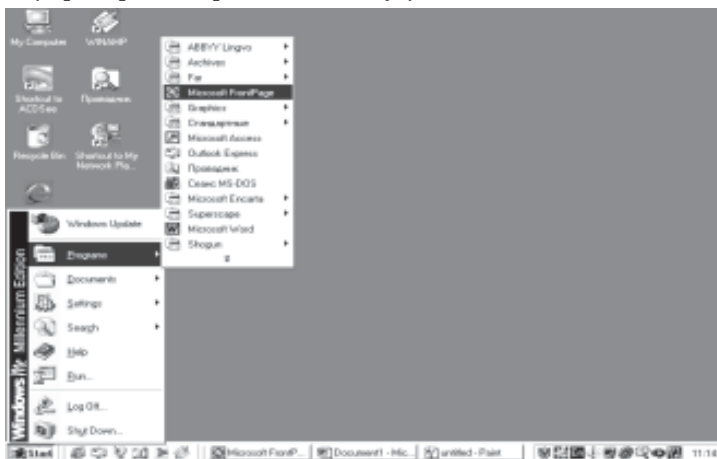 My Computer
WINAMP
Shortcut to
ACDSee
Проводник
Recycle Bin
Shortcut to My
Network Pla...
ABBYY Lingvo
Archives
Far
Microsoft FrontPage
Graphics
Стандартные
Microsoft Access
Outlook Express
Проводник
Сеанс MS-DOS
Microsoft Encarta
Superscape
Microsoft Word
Shogun
Windows Update
Programs
Documents
Settings
Search
Help
Run...
Log Off...
Shut Down...
Windows Me Millennium Edition
Start
Microsoft FrontP...
Document1 - Mic...
untitled - Paint
11:14